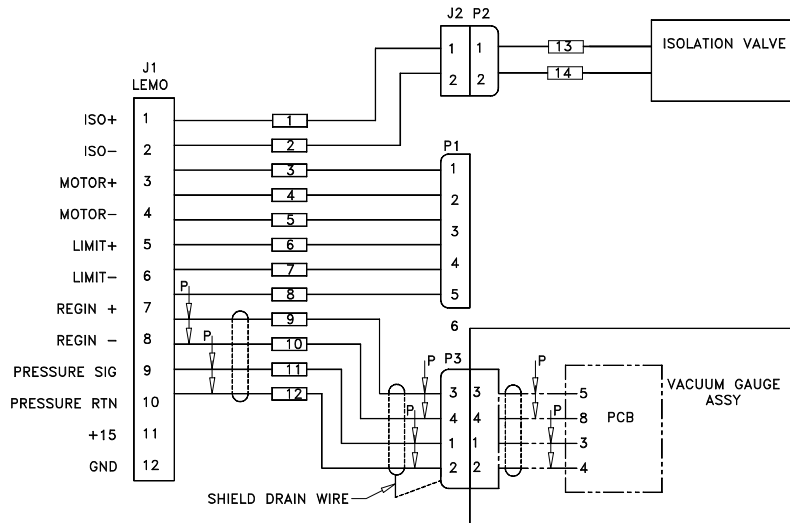 J2 P2
1 1 13 ISOLATION VALVE
2 2 14
J1
LEMO
ISO+ 1 1
ISO- 2 2
P1
MOTOR+ 3 3 1
MOTOR- 4 4 2
5 3
LIMIT+ 5 6
LIMIT- 6 7 4
P 8 5
REGIN + 7 9 6
REGIN - 8 P 10
PRESSURE SIG 9 11 P3 P P VACUUM GAUGE
PRESSURE RTN 10 12 3 3 5 ASSY
P 4 4 P 8 PCB
+15 11 1 1 3
GND 12 2 2 4
SHIELD DRAIN WIRE